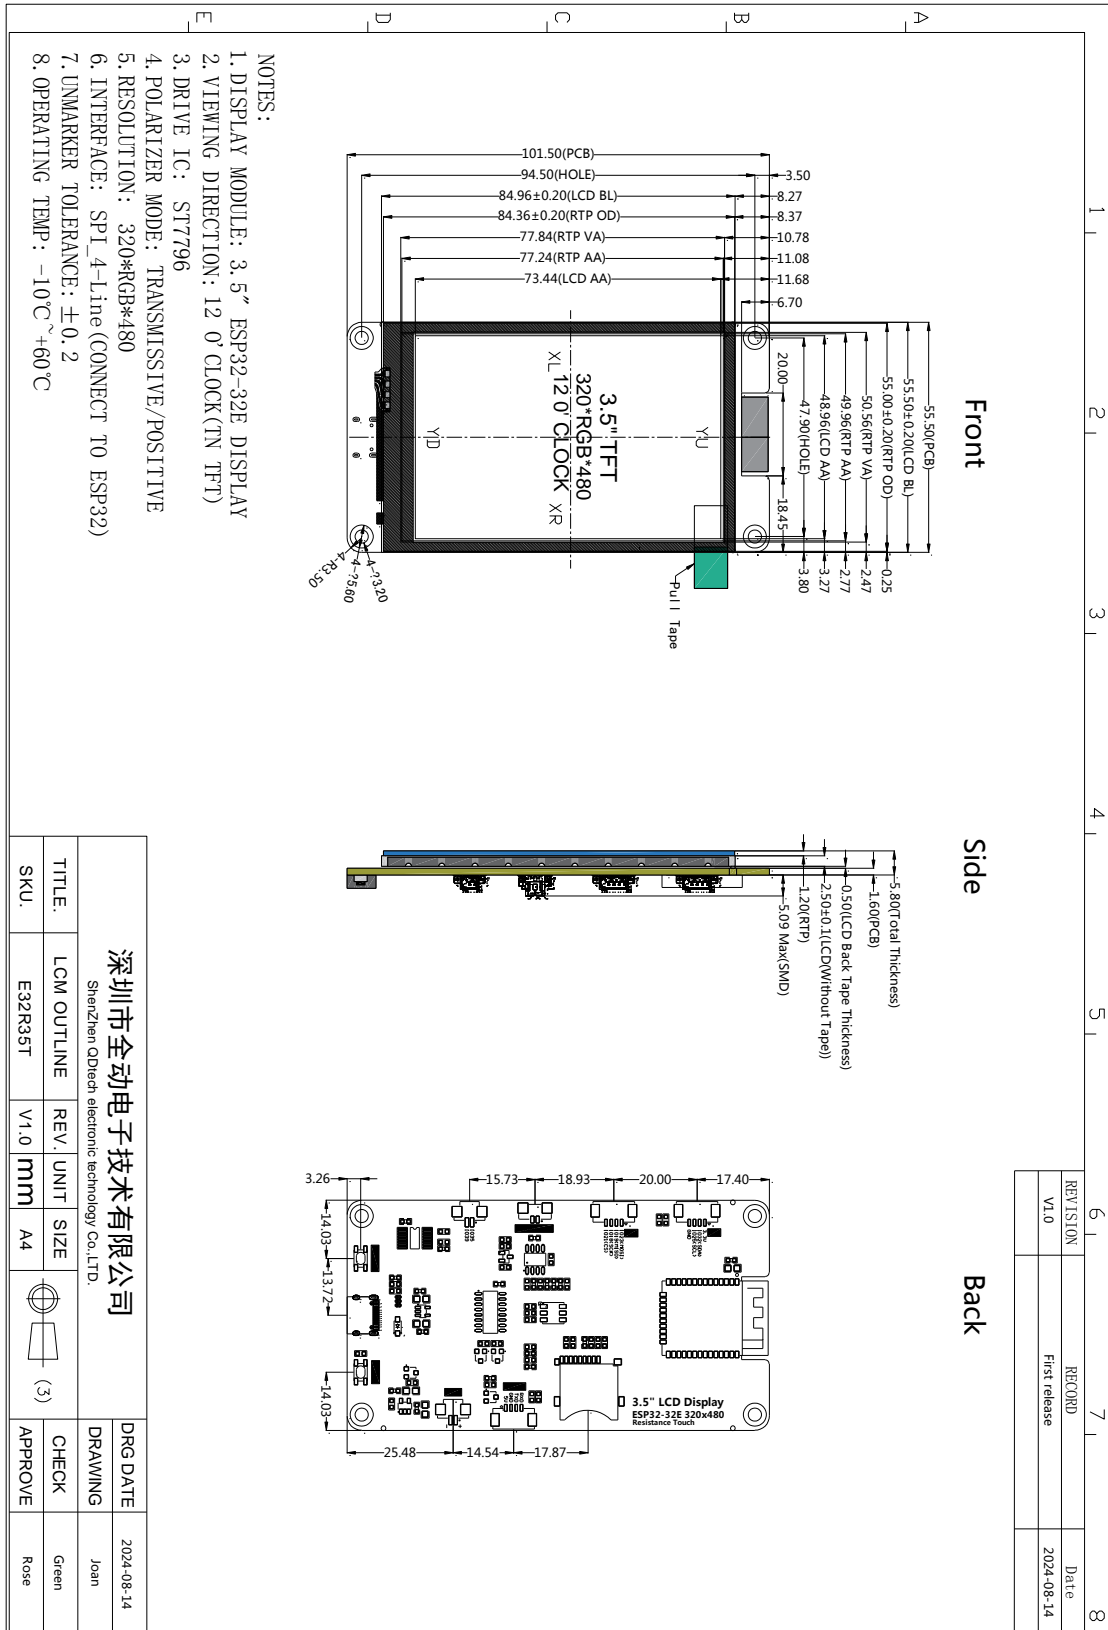 A
B
C
D
E
1
2
3
4
5
6
7
8
REVISION RECORD Date
V1.0 First release 2024-08-14
Front
Side
Back
101.50(PCB)
94.50(HOLE)
3.50
84.96±0.20(LCD BL)
8.27
84.36±0.20(RTP OD)
8.37
77.84(RTP VA)
10.78
77.24(RTP AA)
11.08
73.44(LCD AA)
11.68
6.70
55.50(PCB)
55.50±0.20(LCD BL)
55.00±0.20(RTP OD)
0.25
50.56(RTP VA)
2.47
49.96(RTP AA)
2.77
48.96(LCD AA)
3.27
47.90(HOLE)
3.80
20.00
18.45
3.5" TFT
320*RGB*480
12 0' CLOCK
XL
XR
YU
YD
Pull Tape
4-?3.20
4-?5.60
4-R3.50
5.80(Total Thickness)
1.60(PCB)
0.50(LCD Back Tape Thickness)
2.50±0.1(LCD(Without Tape))
1.20(RTP)
5.09 Max(SMD)
3.26
15.73
18.93
20.00
17.40
14.03
13.72
14.03
25.48
14.54
17.87
3.5" LCD Display
ESP32-32E 320x480
Resistance Touch
NOTES:
1. DISPLAY MODULE: 3.5" ESP32-32E DISPLAY
2. VIEWING DIRECTION: 12 O' CLOCK(TN TFT)
3. DRIVE IC: ST7796
4. POLARIZER MODE: TRANSMISSIVE/POSITIVE
5. RESOLUTION: 320*RGB*480
6. INTERFACE: SPI_4-Line(CONNECT TO ESP32)
7. UNMARKER TOLERANCE: ±0.2
8. OPERATING TEMP: -10℃~+60℃
深圳市全动电子技术有限公司
ShenZhen QDtech electronic technology Co.,LTD.
TITLE. LCM OUTLINE REV. UNIT SIZE
SKU. E32R35T V1.0 mm A4
(3)
DRG DATE 2024-08-14
DRAWING Joan
CHECK Green
APPROVE Rose